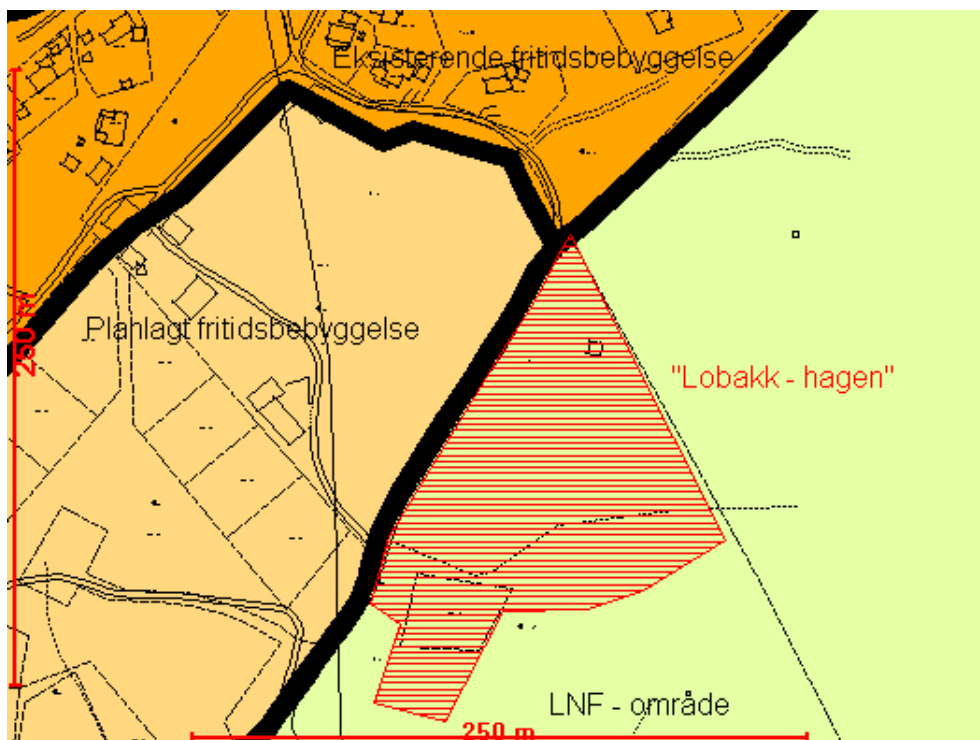 Eksisterende fritidsbebyggelse
250 m
Planlagt fritidsbebyggelse
"Lobakk - hagen"
LNF - område
250 m